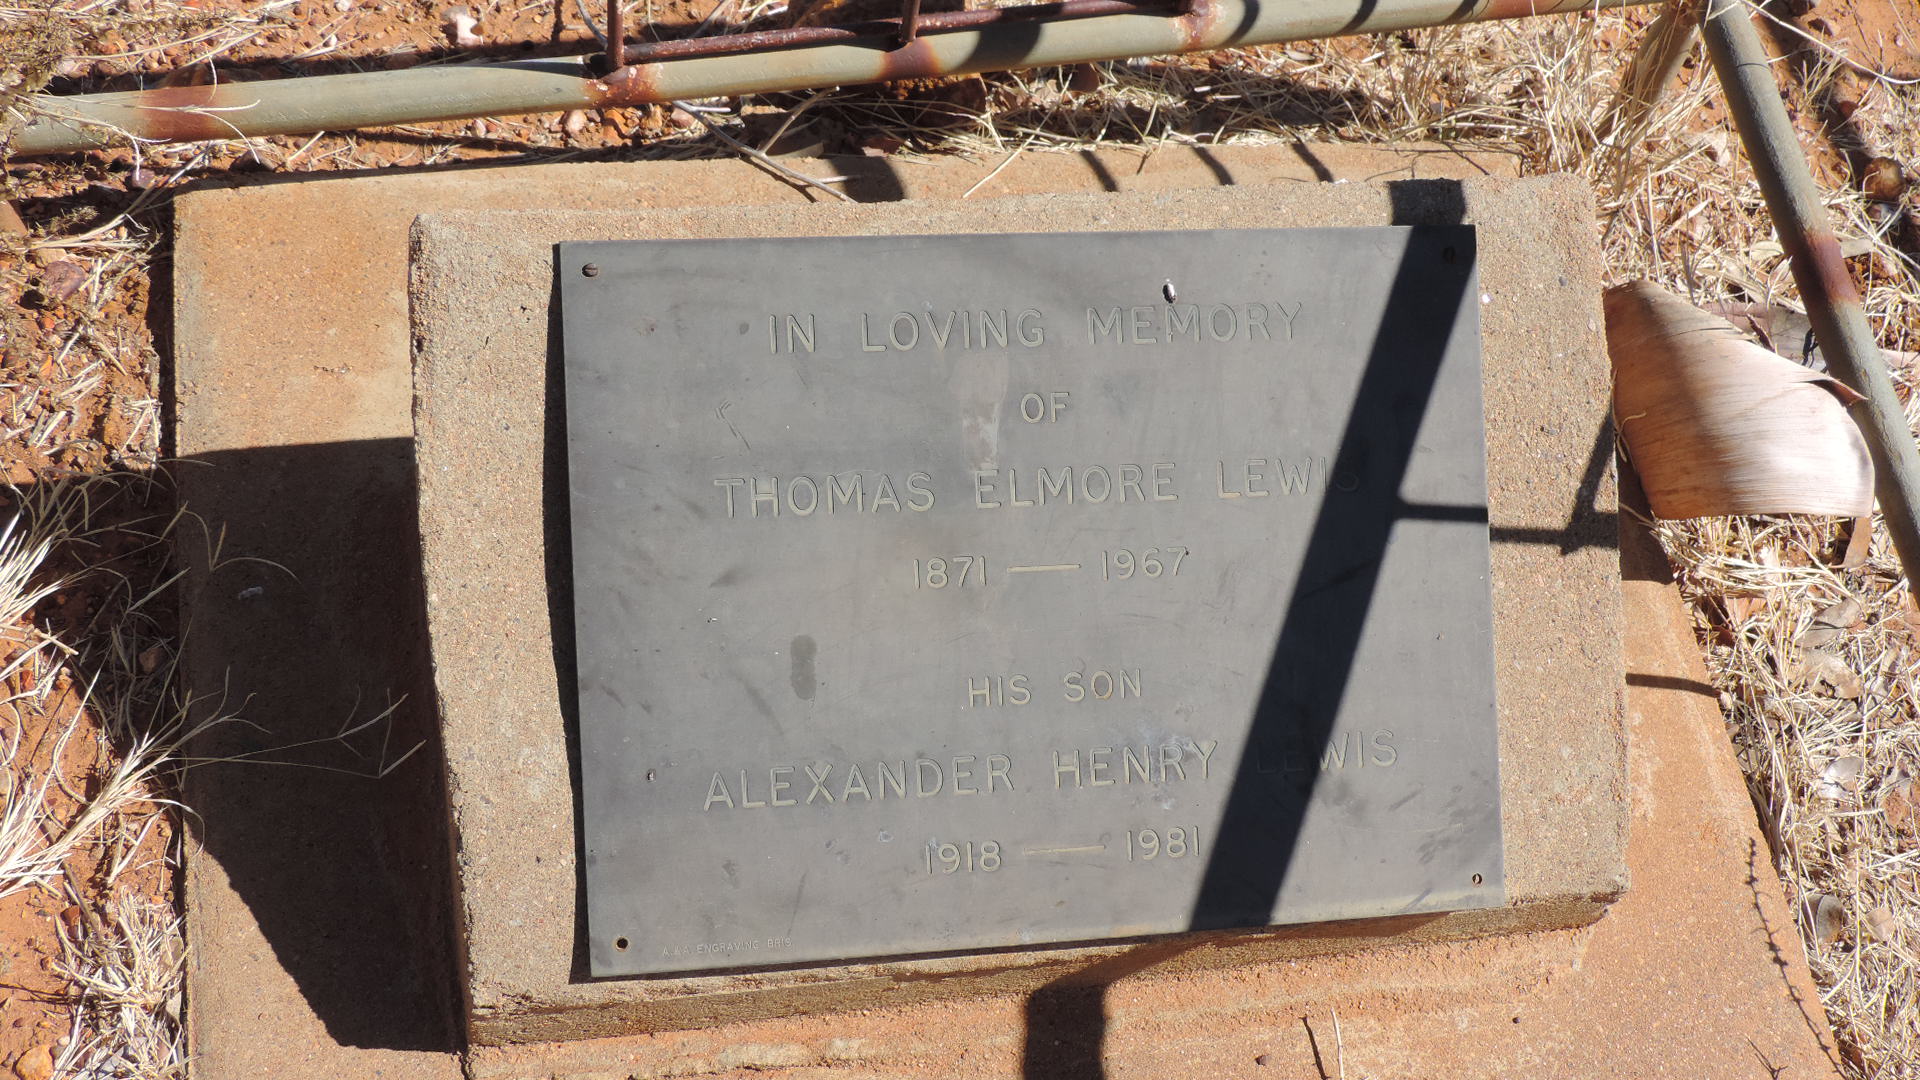 IN LOVING MEMORY
OF
THOMAS ELMORE LEWIS
1871 — 1967
HIS SON
ALEXANDER HENRY LEWIS
1918 — 1981
A.&A. ENGRAVING BRIS.